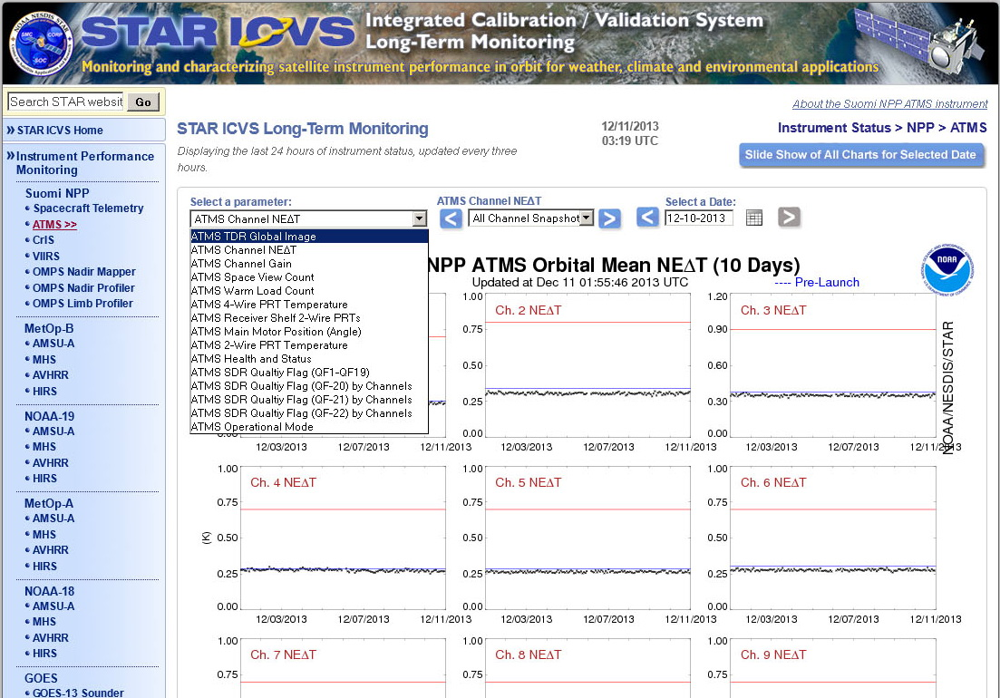 STAR ICVS
Integrated Calibration / Validation System
Long-Term Monitoring
Monitoring and characterizing satellite instrument performance in orbit for weather, climate and environmental applications
NOAA NESDIS STAR
SMC CORP
SOC
Search STAR websit Go
» STAR ICVS Home
» Instrument Performance
Monitoring
Suomi NPP
Spacecraft Telemetry
ATMS >>
CrIS
VIIRS
OMPS Nadir Mapper
OMPS Nadir Profiler
OMPS Limb Profiler
MetOp-B
AMSU-A
MHS
AVHRR
HIRS
NOAA-19
AMSU-A
MHS
AVHRR
HIRS
MetOp-A
AMSU-A
MHS
AVHRR
HIRS
NOAA-18
AMSU-A
MHS
AVHRR
HIRS
GOES
GOES-13 Sounder
About the Suomi NPP ATMS instrument
STAR ICVS Long-Term Monitoring
12/11/2013
03:19 UTC
Instrument Status > NPP > ATMS
Displaying the last 24 hours of instrument status, updated every three
hours.
Slide Show of All Charts for Selected Date
Select a parameter:
ATMS Channel NEΔT
Select a Date:
ATMS Channel NEΔT
< All Channel Snapshot >
< 12-10-2013 >
ATMS TDR Global Image
ATMS Channel NEΔT
ATMS Channel Gain
ATMS Space View Count
ATMS Warm Load Count
ATMS 4-Wire PRT Temperature
ATMS Receiver Shelf 2-Wire PRTs
ATMS Main Motor Position (Angle)
ATMS 2-Wire PRT Temperature
ATMS Health and Status
ATMS SDR Qualtiy Flag (QF1-QF19)
ATMS SDR Qualtiy Flag (QF-20) by Channels
ATMS SDR Qualtiy Flag (QF-21) by Channels
ATMS SDR Qualtiy Flag (QF-22) by Channels
ATMS Operational Mode
NPP ATMS Orbital Mean NEΔT (10 Days)
Updated at Dec 11 01:55:46 2013 UTC
---- Pre-Launch
NOAA
NOAA/NESDIS/STAR
0.00
12/03/2013 12/07/2013 12/11/2013
Ch. 2 NEΔT
1.00
0.75
0.50
0.25
0.00
12/03/2013 12/07/2013 12/11/2013
Ch. 3 NEΔT
1.20
0.90
0.60
0.30
0.00
12/03/2013 12/07/2013 12/11/2013
Ch. 4 NEΔT
1.00
0.75
0.50
0.25
0.00
(K)
12/03/2013 12/07/2013 12/11/2013
Ch. 5 NEΔT
1.00
0.75
0.50
0.25
0.00
12/03/2013 12/07/2013 12/11/2013
Ch. 6 NEΔT
1.00
0.75
0.50
0.25
0.00
12/03/2013 12/07/2013 12/11/2013
Ch. 7 NEΔT
1.00
0.75
Ch. 8 NEΔT
1.00
0.75
Ch. 9 NEΔT
1.00
0.75